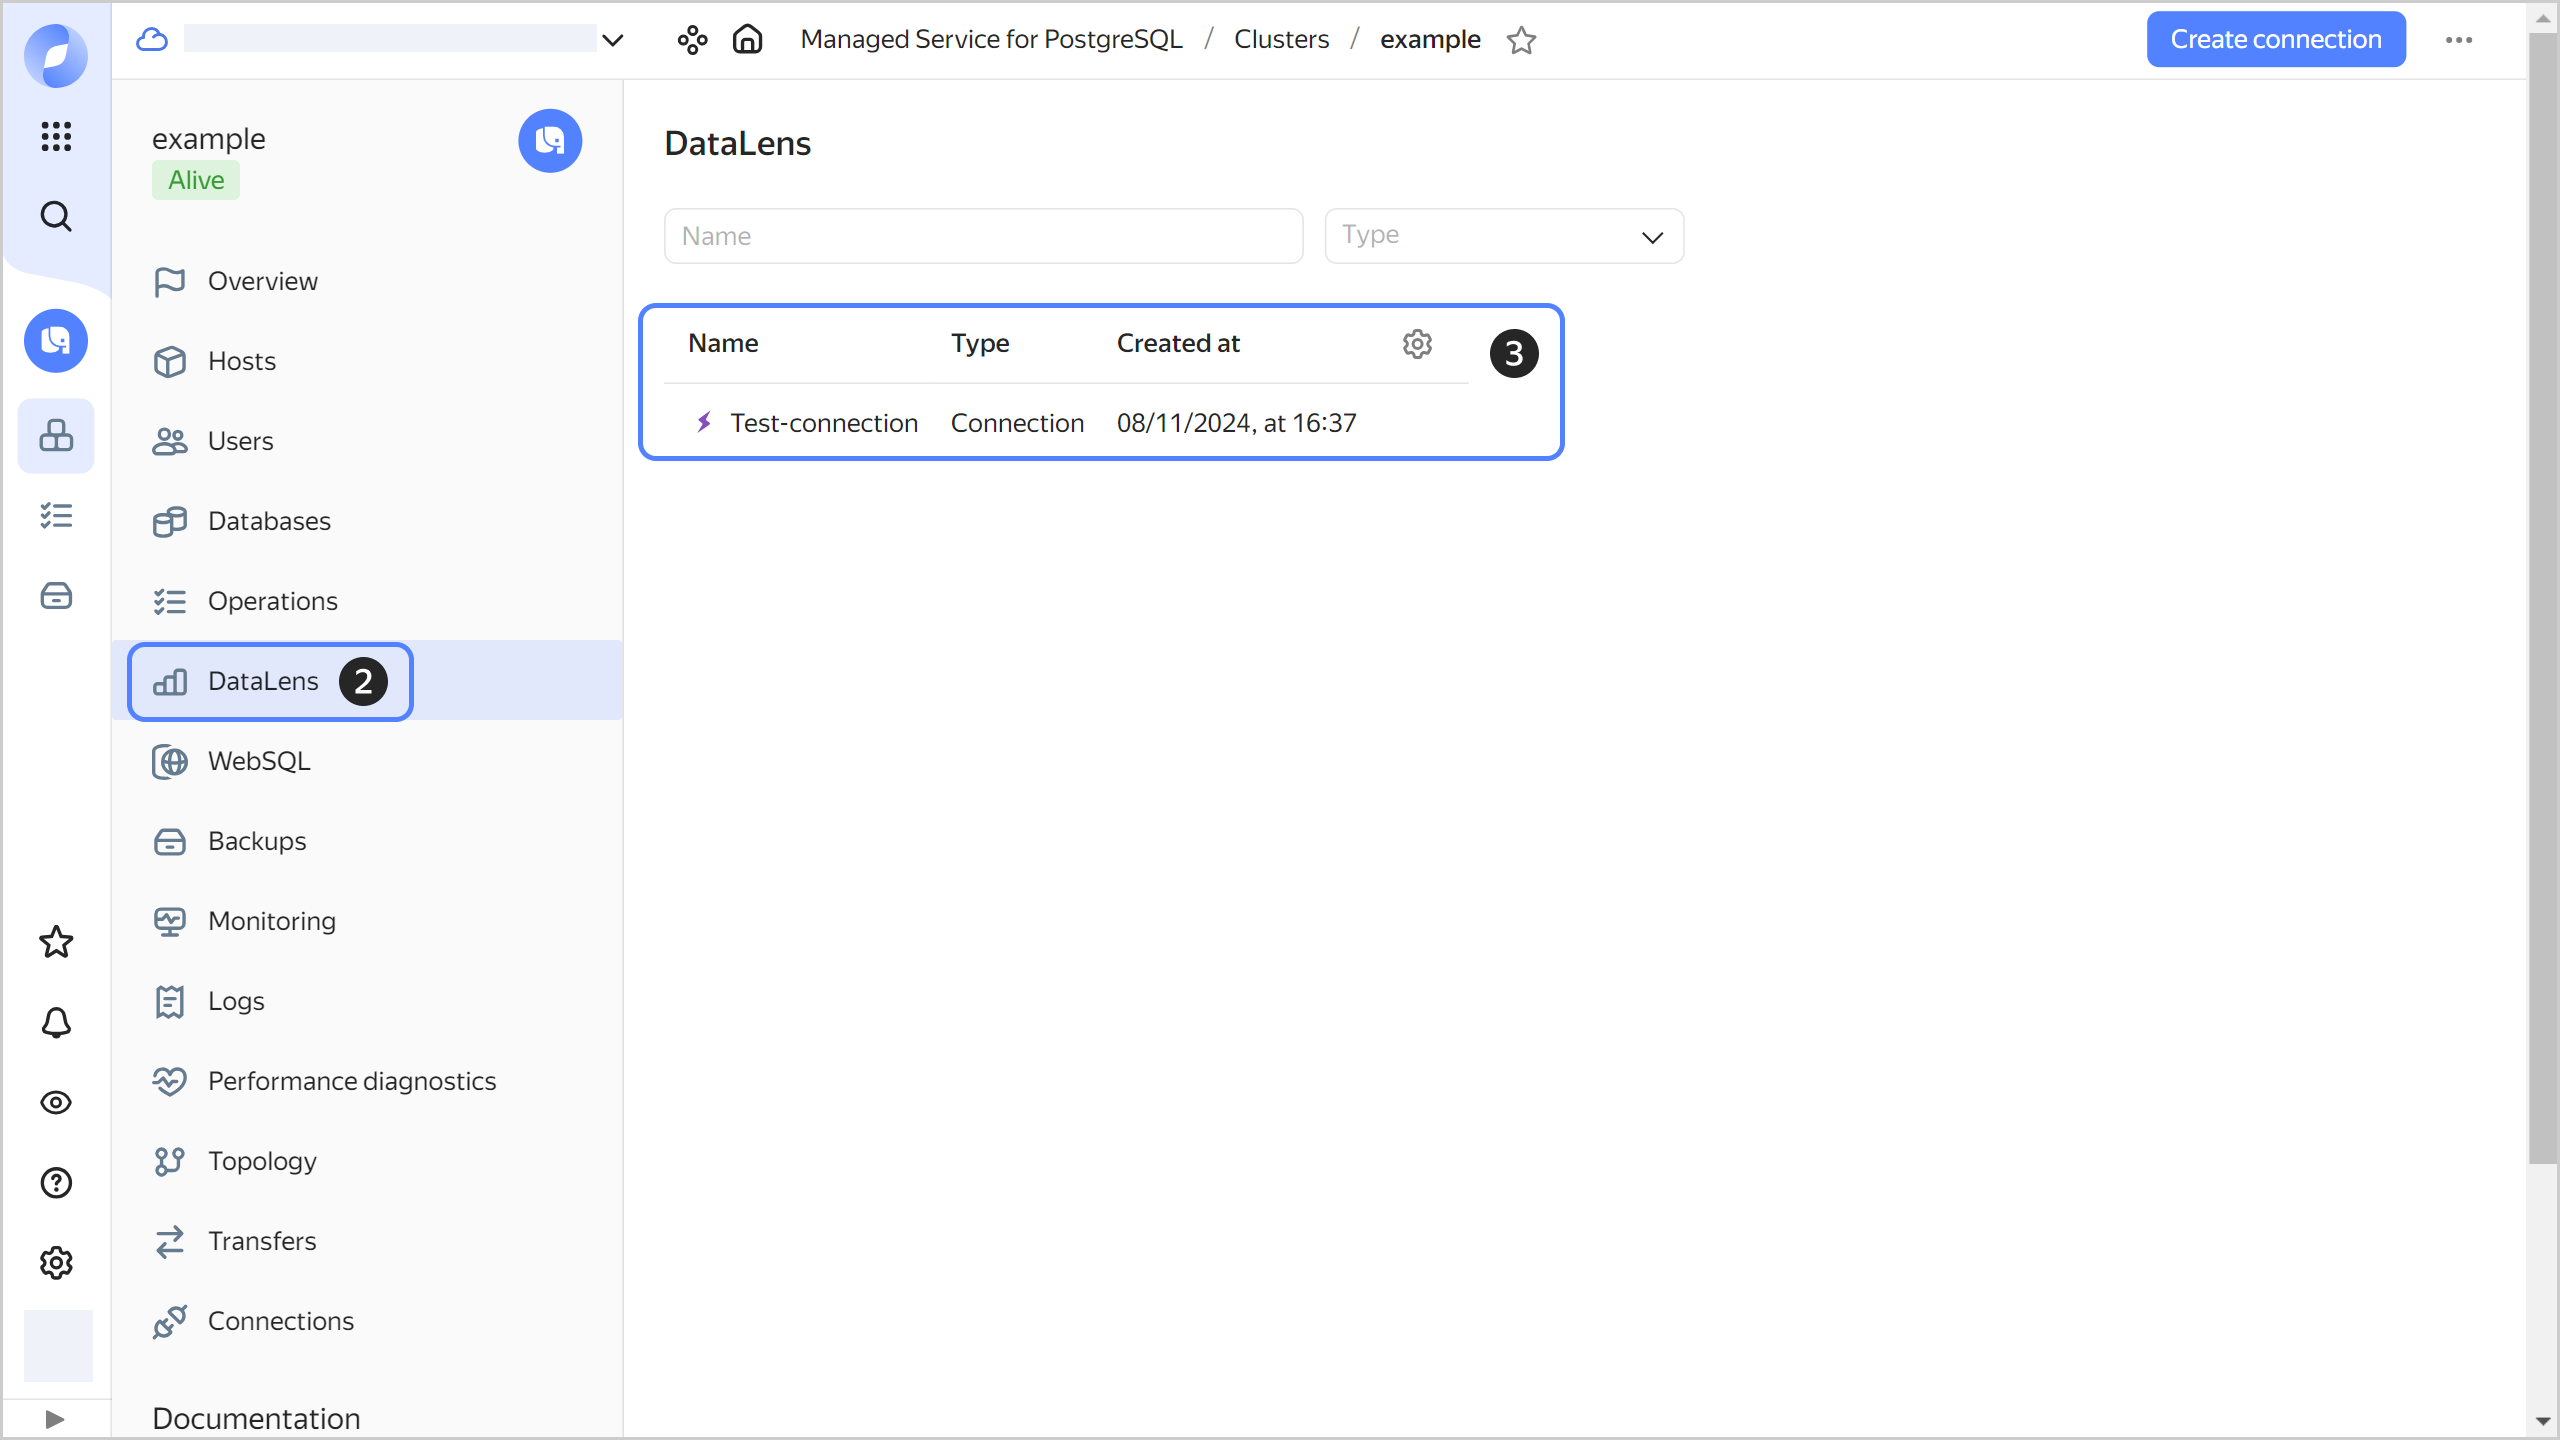 Managed Service for PostgreSQL / Clusters / example
Create connection
example
Alive
Overview
Hosts
Users
Databases
Operations
DataLens 2
WebSQL
Backups
Monitoring
Logs
Performance diagnostics
Topology
Transfers
Connections
Documentation
DataLens
Name
Type
Name Type Created at 3
Test-connection Connection 08/11/2024, at 16:37